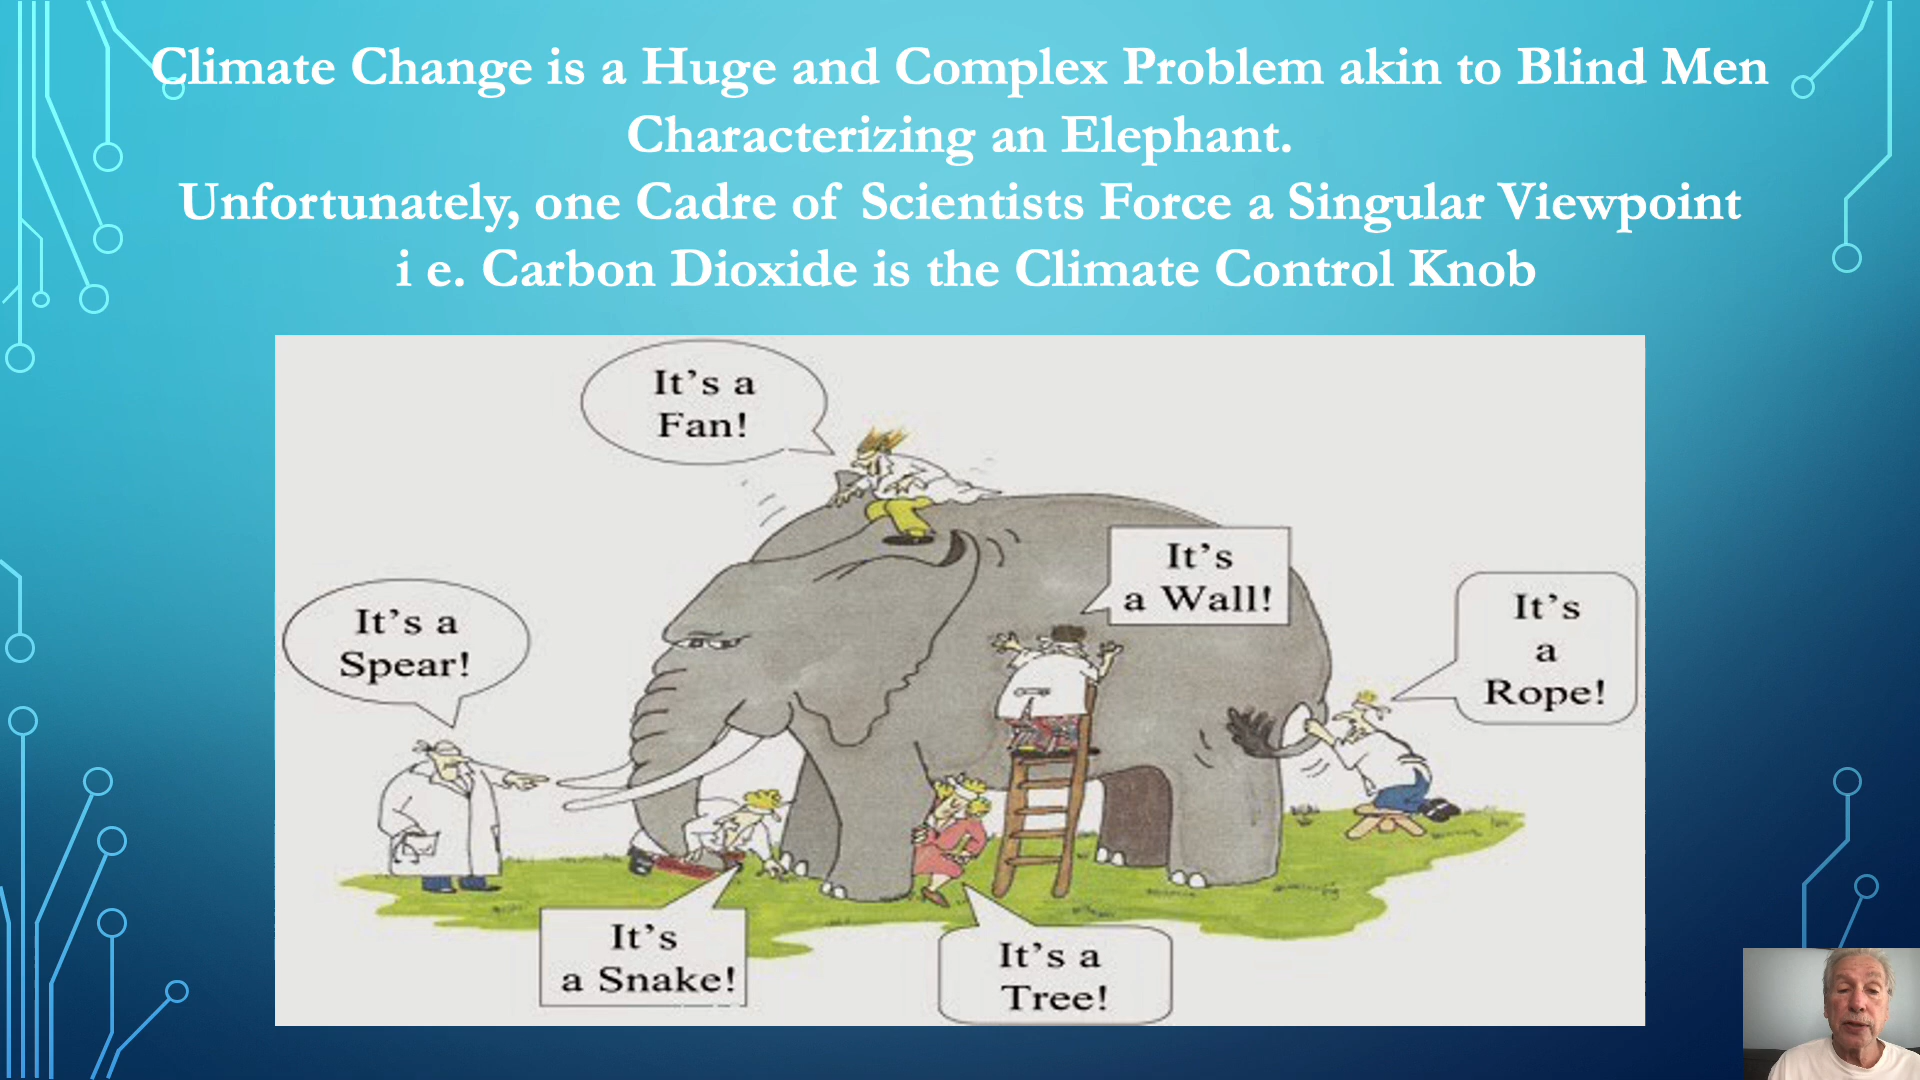 Climate Change is a Huge and Complex Problem akin to Blind Men
Characterizing an Elephant.
Unfortunately, one Cadre of Scientists Force a Singular Viewpoint
i e. Carbon Dioxide is the Climate Control Knob
It’s a
Fan!
It’s
a Wall!
It’s
a
Rope!
It’s a
Spear!
It’s
a Snake!
It’s a
Tree!